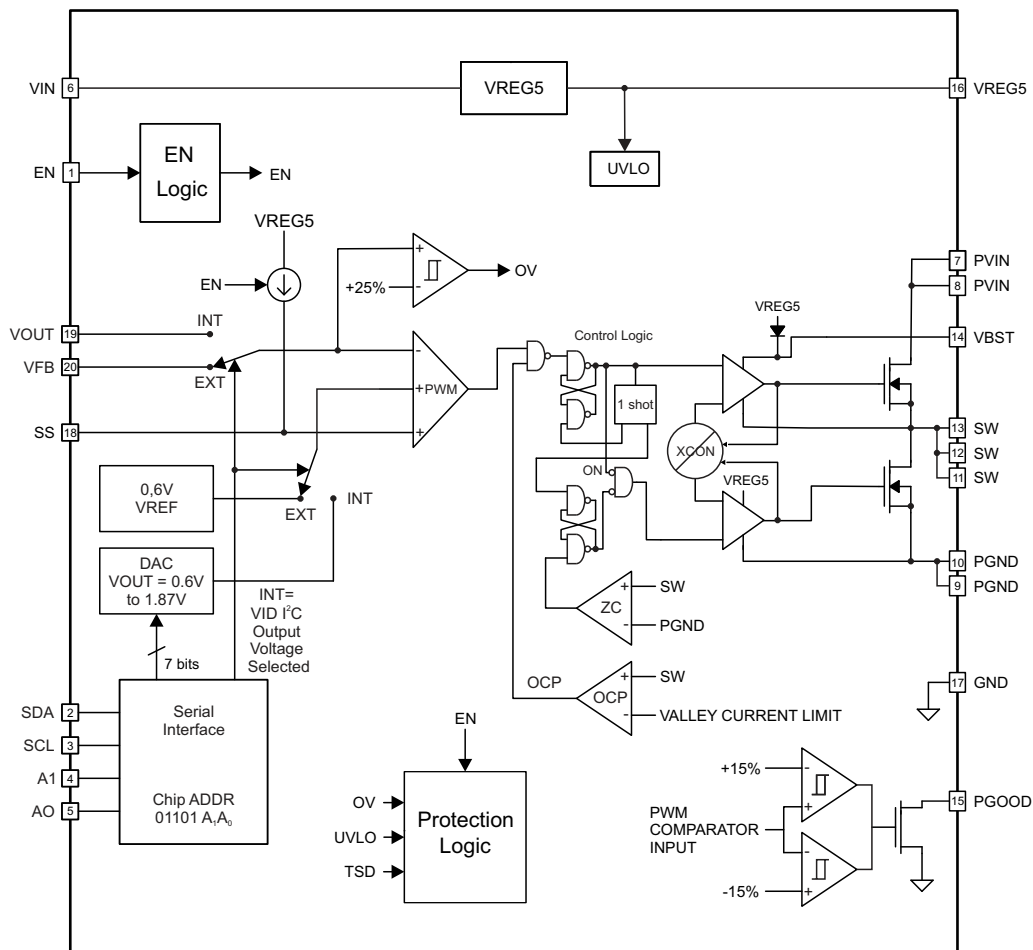 VIN
6
VREG5
16
VREG5
UVLO
EN
1
EN
Logic
EN
VREG5
EN
+
+25%
-
OV
7
PVIN
8
PVIN
VOUT
19
INT
VFB
20
EXT
SS
18
-
+
PWM
+
Control Logic
1 shot
VREG5
14
VBST
XCON
13
SW
12
SW
11
SW
ON
VREG5
0,6V
VREF
EXT
INT
DAC
VOUT = 0.6V
to 1.87V
INT=
VID I²C
Output
Voltage
Selected
7 bits
10
PGND
9
PGND
+
SW
ZC
-
PGND
OCP
+
SW
OCP
-
VALLEY CURRENT LIMIT
17
GND
SDA
2
SCL
3
A1
4
AO
5
Serial
Interface
Chip ADDR
01101 A₁A₀
EN
OV
UVLO
TSD
Protection
Logic
+15%
-
+
PWM
COMPARATOR
INPUT
-
-15%
+
15
PGOOD